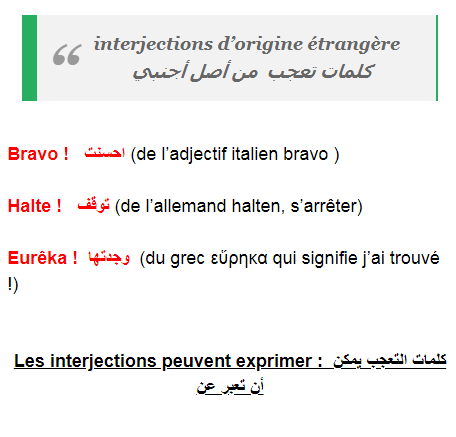 interjections d’origine étrangère
كلمات تعجب من أصل أجنبي
Bravo ! احسنت (de l’adjectif italien bravo )
Halte ! توقّف (de l’allemand halten, s’arrêter)
Eurêka ! وجدتها (du grec εὕρηκα qui signifie j’ai trouvé
!)
Les interjections peuvent exprimer : كلمات التعجب يمكن
أن تعبر عن